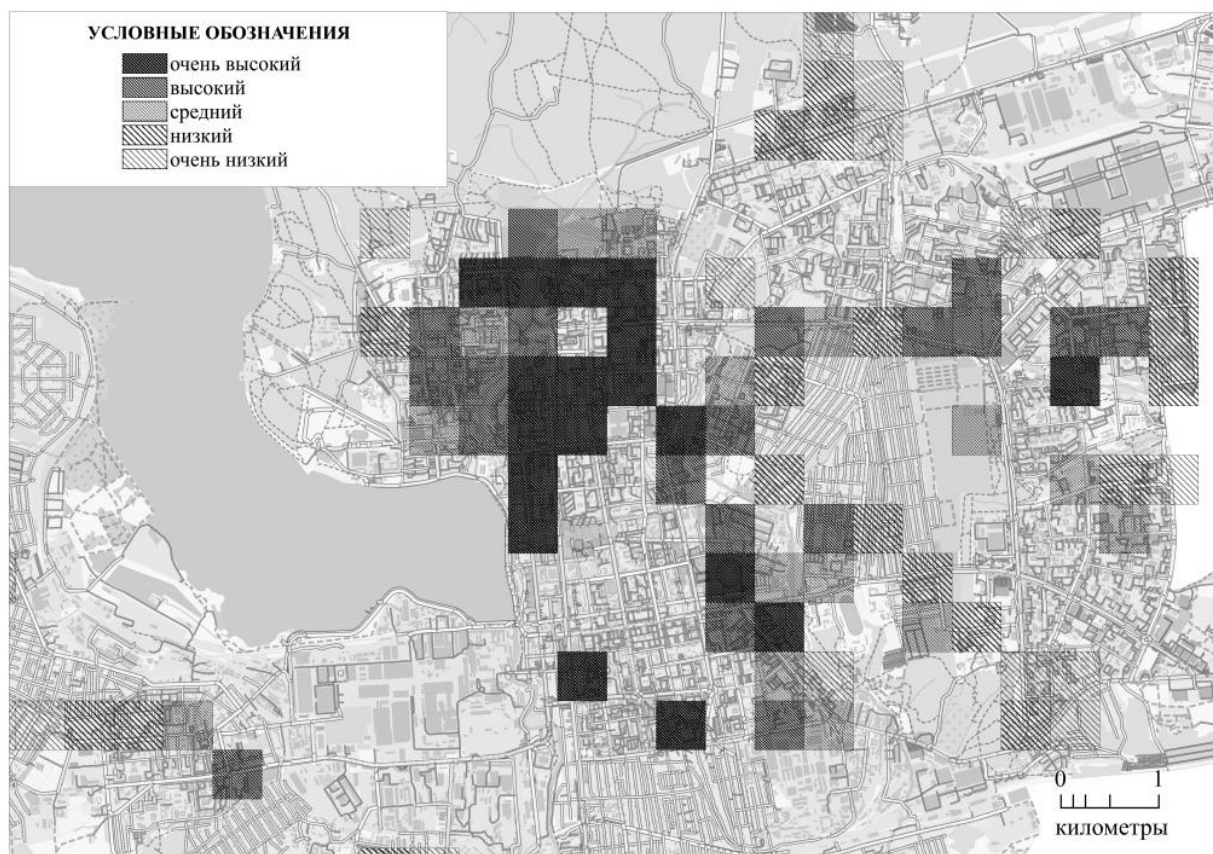 УСЛОВНЫЕ ОБОЗНАЧЕНИЯ
очень высокий
высокий
средний
низкий
очень низкий
0 1
километры